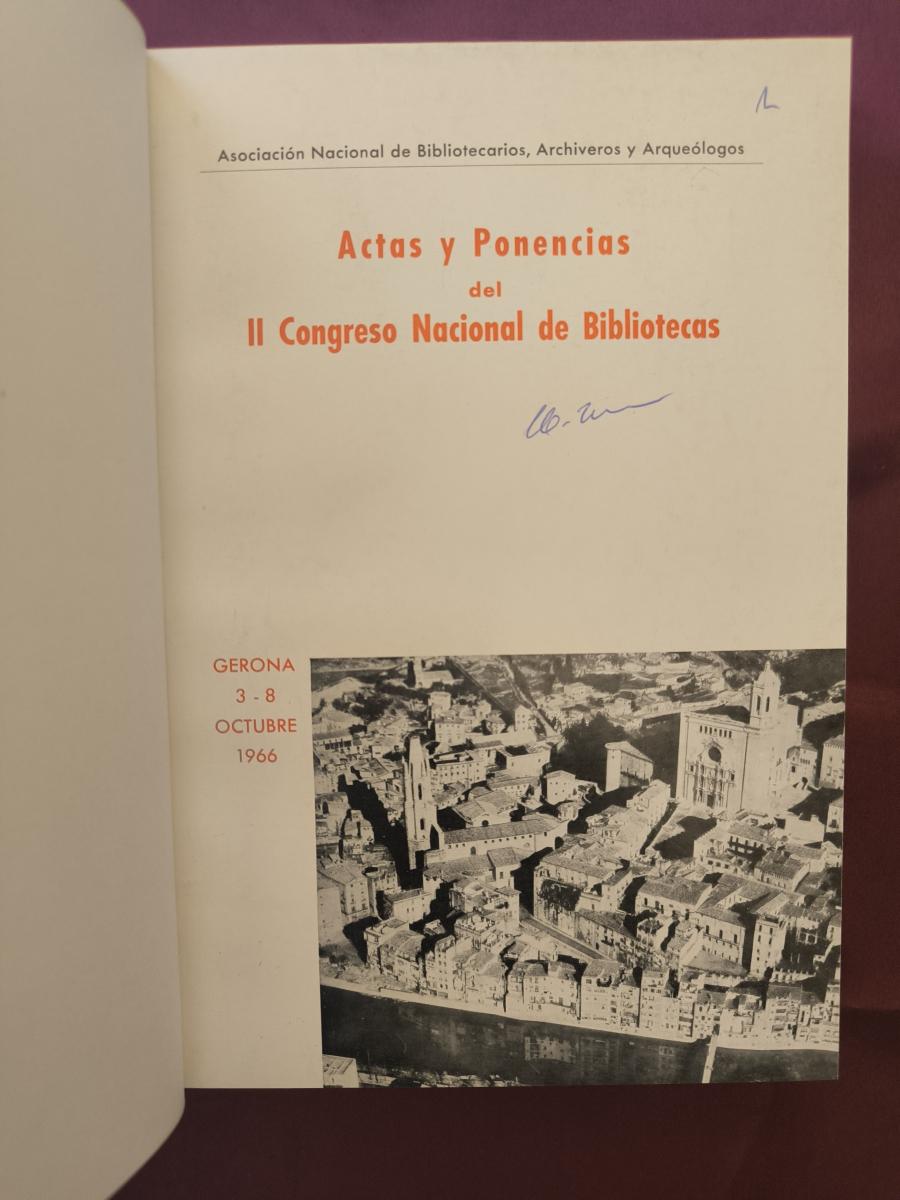 Asociación Nacional de Bibliotecarios, Archiveros y Arqueólogos
Actas y Ponencias
del
II Congreso Nacional de Bibliotecas
GERONA
3 - 8
OCTUBRE
1966